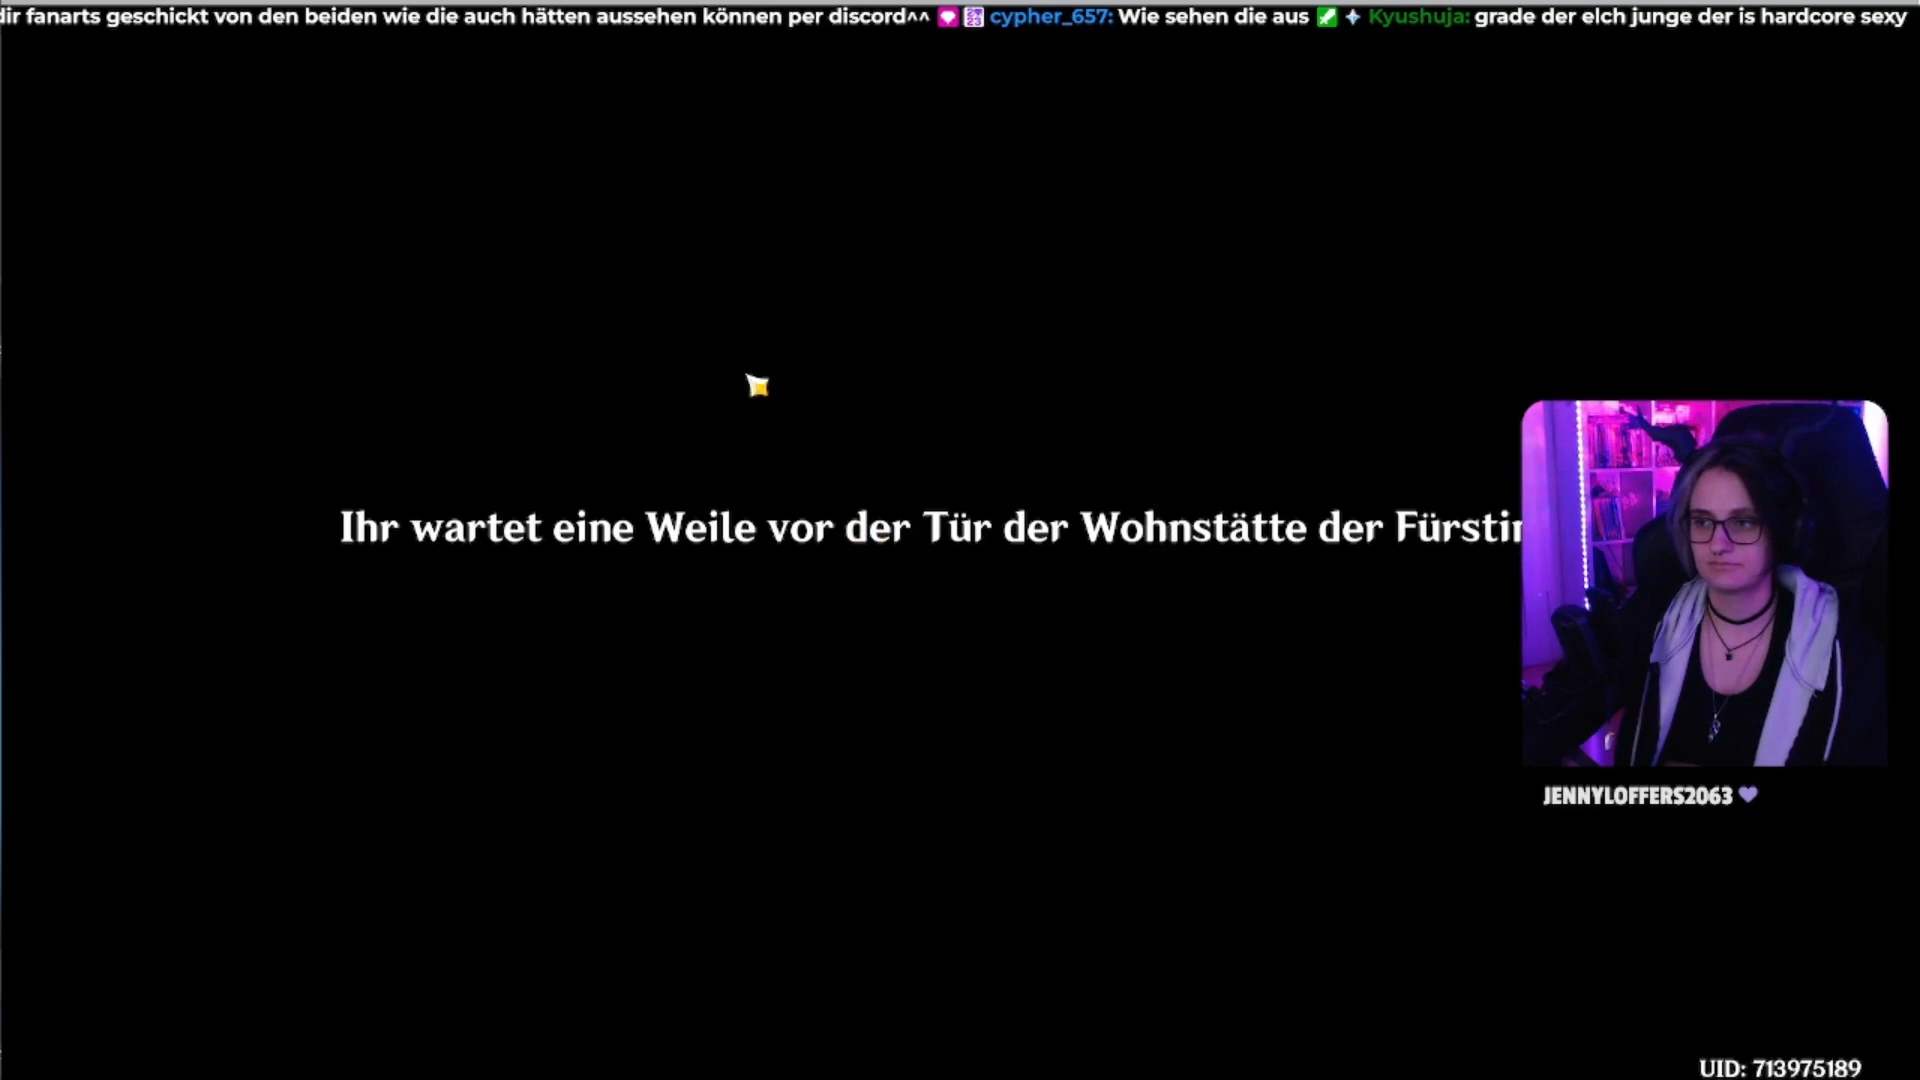 fanarts geschickt von den beiden wie die auch hätten aussehen können per discord^^ cypher_657: Wie sehen die aus Kyushuja: grade der elch junge der is hardcore sexy
Ihr wartet eine Weile vor der Tür der Wohnstätte der
JENNYLOFFERS2063
UID: 713975189